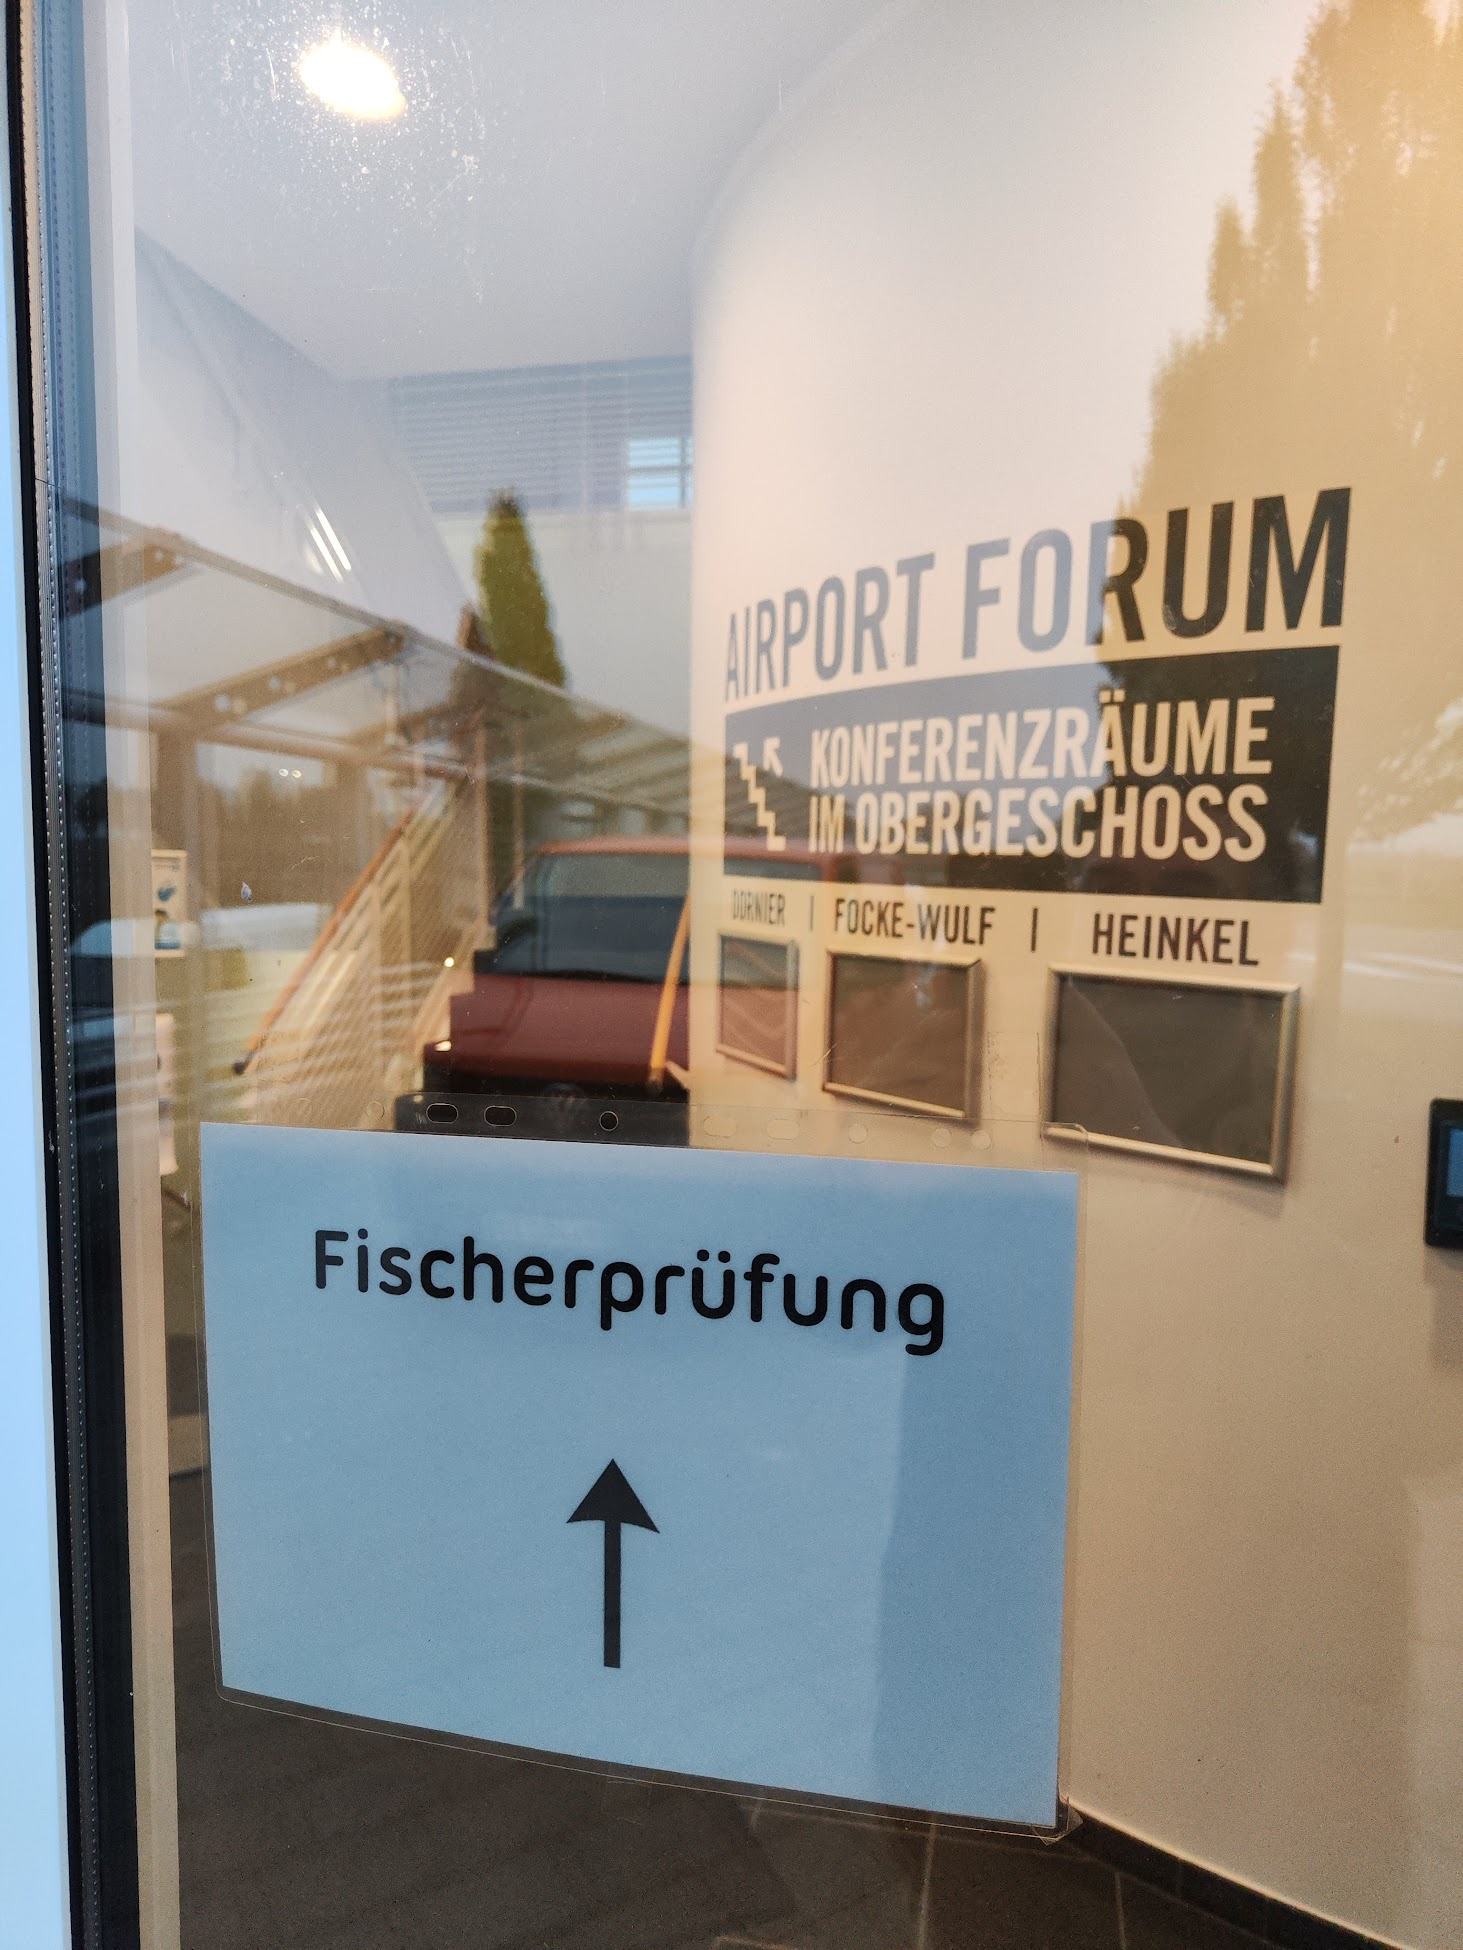 AIRPORT FORUM
KONFERENZRÄUME
IM OBERGESCHOSS
DORNIER | FOCKE-WULF | HEINKEL
Fischerprüfung